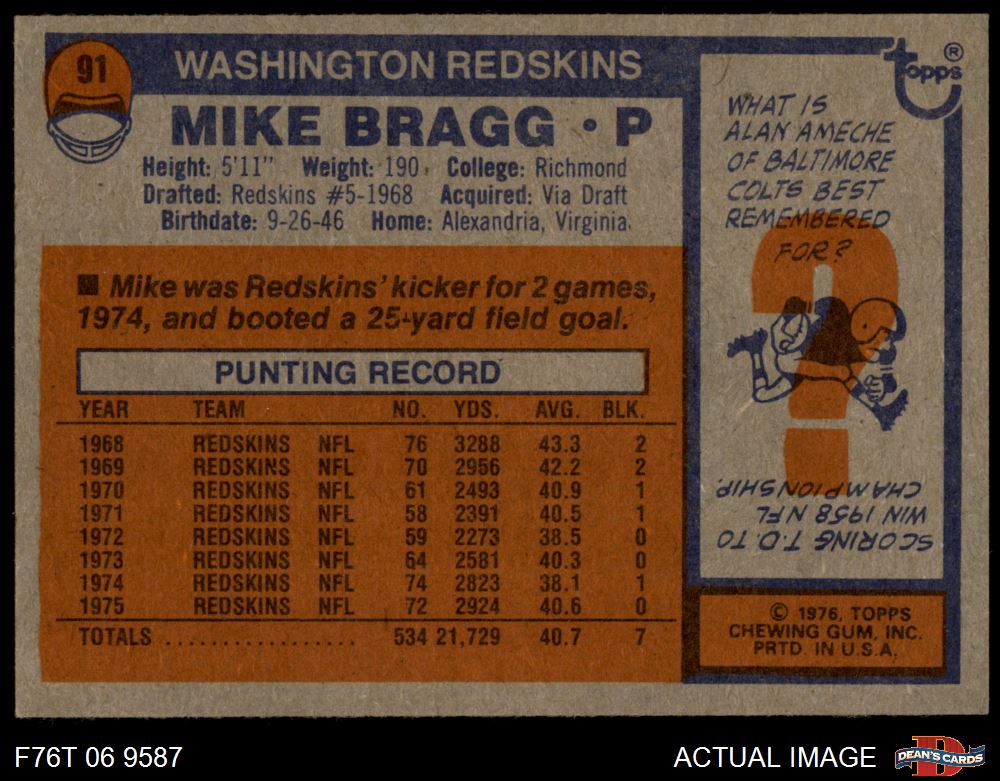 91
WASHINGTON REDSKINS
MIKE BRAGG • P
Height: 5'11" Weight: 190 College: Richmond
Drafted: Redskins #5-1968 Acquired: Via Draft
Birthdate: 9-26-46 Home: Alexandria, Virginia
■ Mike was Redskins' kicker for 2 games,
1974, and booted a 25-yard field goal.
PUNTING RECORD
YEAR TEAM NO. YDS. AVG. BLK.
1968 REDSKINS NFL 76 3288 43.3 2
1969 REDSKINS NFL 70 2956 42.2 2
1970 REDSKINS NFL 61 2493 40.9 1
1971 REDSKINS NFL 58 2391 40.5 1
1972 REDSKINS NFL 59 2273 38.5 0
1973 REDSKINS NFL 64 2581 40.3 0
1974 REDSKINS NFL 74 2823 38.1 1
1975 REDSKINS NFL 72 2924 40.6 0
TOTALS .................. 534 21,729 40.7 7
Topps ®
WHAT IS
ALAN AMECHE
OF BALTIMORE
COLTS BEST
REMEMBERED
FOR?
?
SCORING T.D. TO
WIN 1958 NFL
CHAMPIONSHIP.
© 1976, TOPPS
CHEWING GUM, INC.
PRTD. IN U.S.A.
F76T 06 9587
ACTUAL IMAGE
D
DEAN'S CARDS